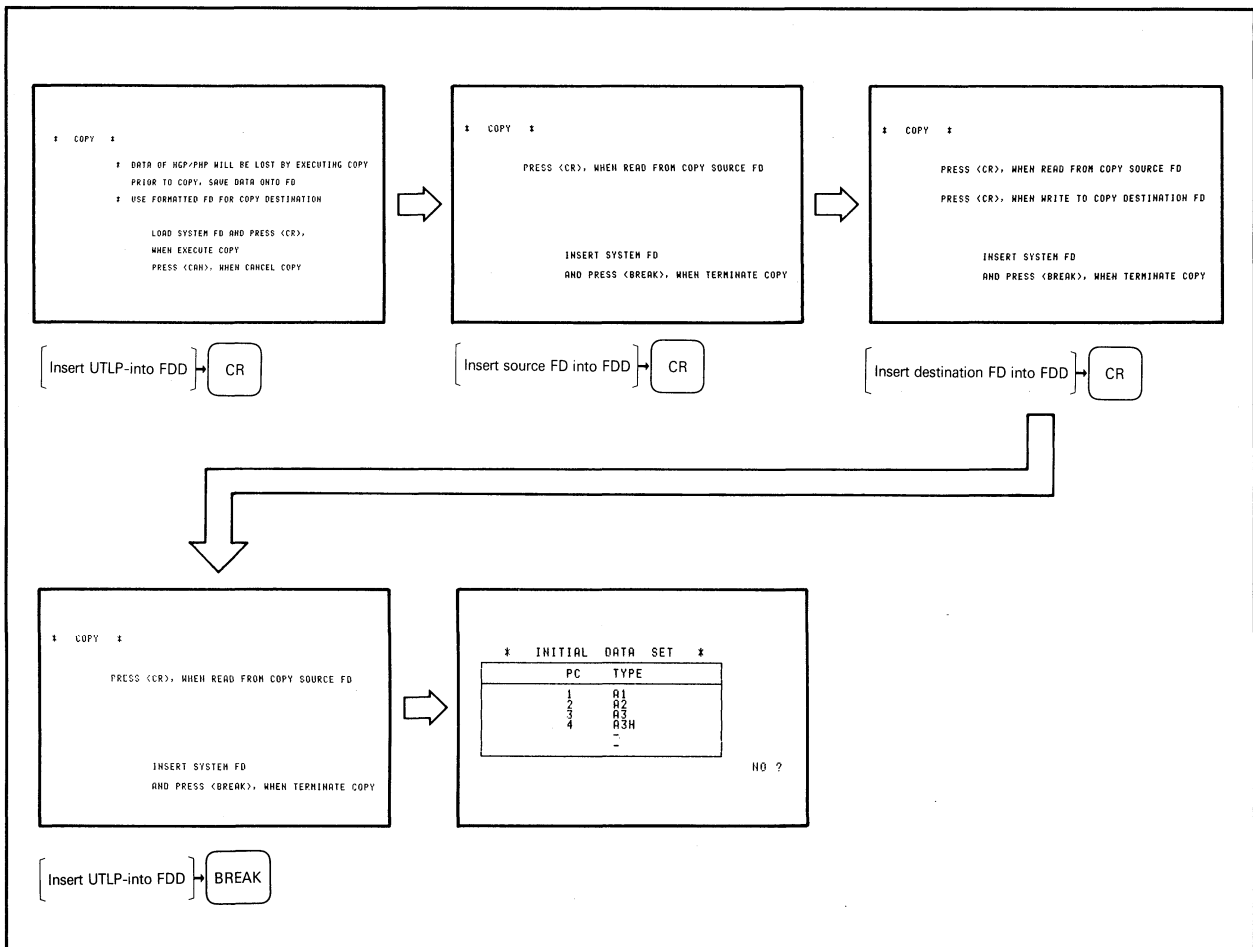 * COPY *
* DATA OF HGP/PHP WILL BE LOST BY EXECUTING COPY
PRIOR TO COPY, SAVE DATA ONTO FD
* USE FORMATTED FD FOR COPY DESTINATION
LOAD SYSTEM FD AND PRESS <CR>,
WHEN EXECUTE COPY
PRESS <CAN>, WHEN CANCEL COPY
[Insert UTLP-into FDD]→ CR
* COPY *
PRESS <CR>, WHEN READ FROM COPY SOURCE FD
INSERT SYSTEM FD
AND PRESS <BREAK>, WHEN TERMINATE COPY
[Insert source FD into FDD]→ CR
* COPY *
PRESS <CR>, WHEN READ FROM COPY SOURCE FD
PRESS <CR>, WHEN WRITE TO COPY DESTINATION FD
INSERT SYSTEM FD
AND PRESS <BREAK>, WHEN TERMINATE COPY
[Insert destination FD into FDD]→ CR
* COPY *
PRESS <CR>, WHEN READ FROM COPY SOURCE FD
INSERT SYSTEM FD
AND PRESS <BREAK>, WHEN TERMINATE COPY
[Insert UTLP-into FDD]→ BREAK
* INITIAL DATA SET *
PC TYPE
1 A1
2 A2
3 A3
4 A3H
-
-
NO ?